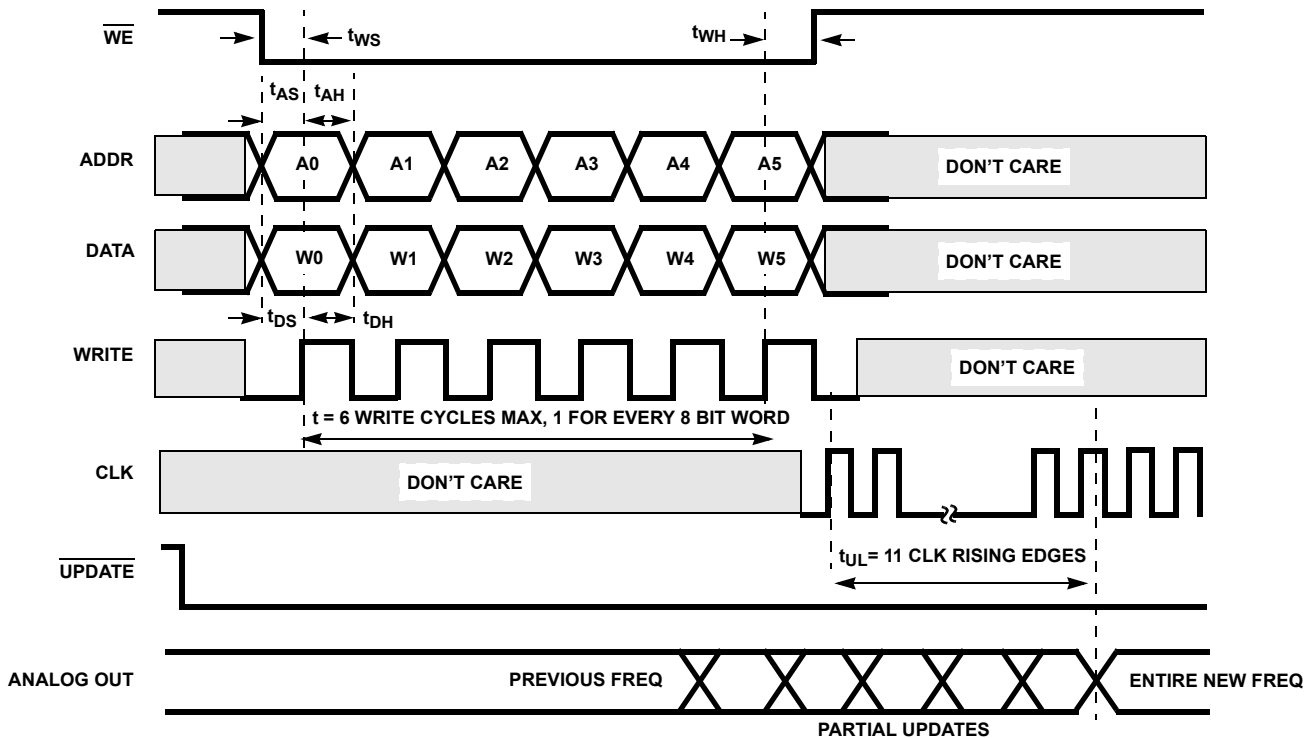 WE
tWS
tWH
tAS
tAH
ADDR
A0
A1
A2
A3
A4
A5
DON'T CARE
DATA
W0
W1
W2
W3
W4
W5
DON'T CARE
tDS
tDH
WRITE
DON'T CARE
t = 6 WRITE CYCLES MAX, 1 FOR EVERY 8 BIT WORD
CLK
DON'T CARE
UPDATE
tUL= 11 CLK RISING EDGES
ANALOG OUT
PREVIOUS FREQ
ENTIRE NEW FREQ
PARTIAL UPDATES